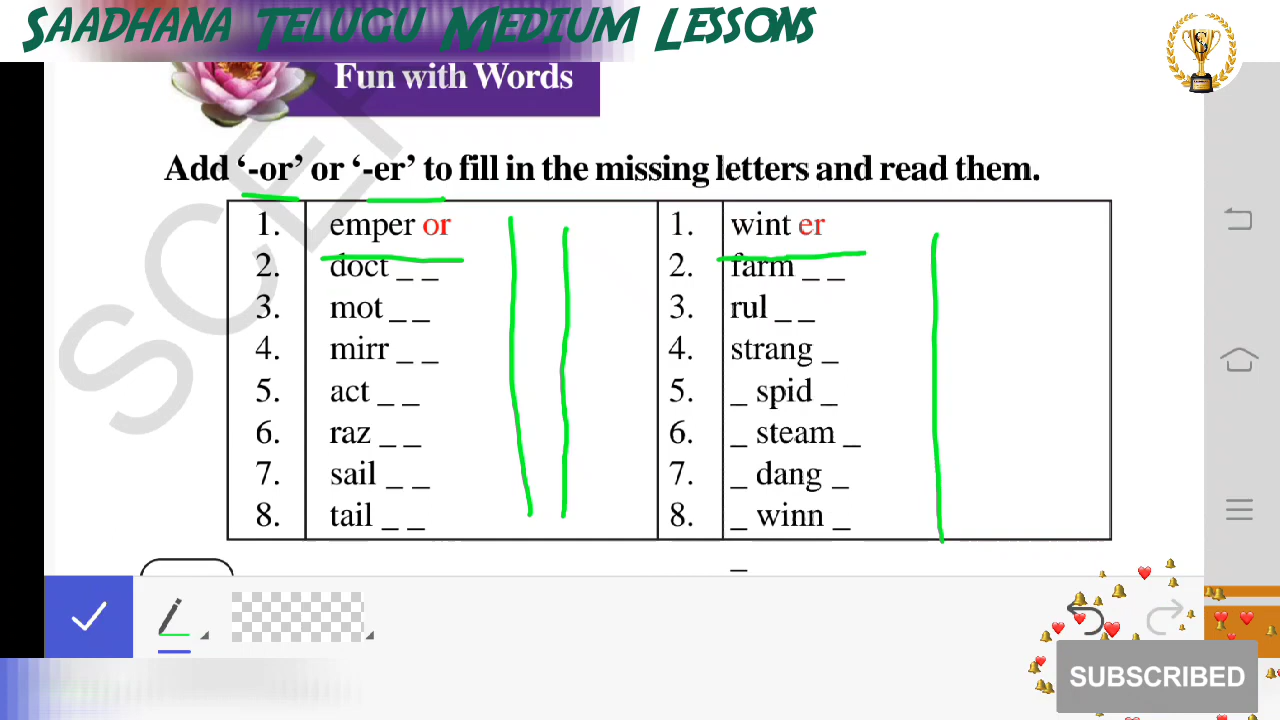 SAADHANA TELUGU MEDIUM LESSONS
Fun with Words
Add ‘-or’ or ‘-er’ to fill in the missing letters and read them.
1. emper or 1. wint er
2. doct _ _ 2. farm _ _
3. mot _ _ 3. rul _ _
4. mirr _ _ 4. strang _
5. act _ _ 5. _ spid _
6. raz _ _ 6. _ steam _
7. sail _ _ 7. _ dang _
8. tail _ _ 8. _ winn _
_
SUBSCRIBED